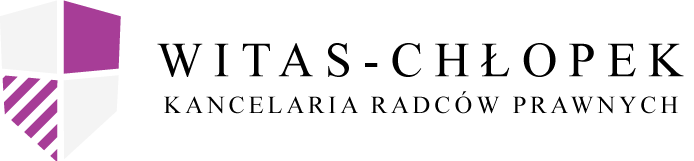 WITAS-CHŁOPEK
KANCELARIA RADCÓW PRAWNYCH